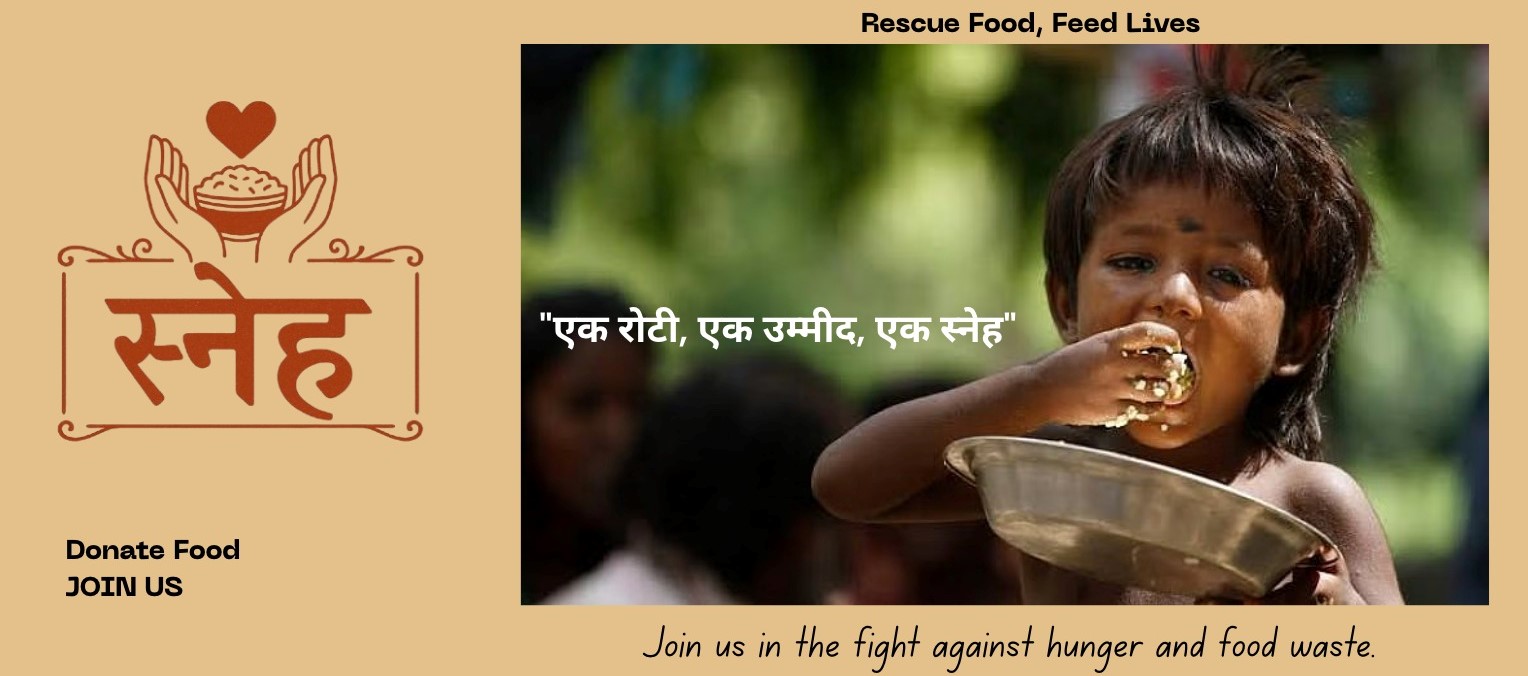 Rescue Food, Feed Lives
स्नेह
"एक रोटी, एक उम्मीद, एक स्नेह"
Donate Food
JOIN US
Join us in the fight against hunger and food waste.